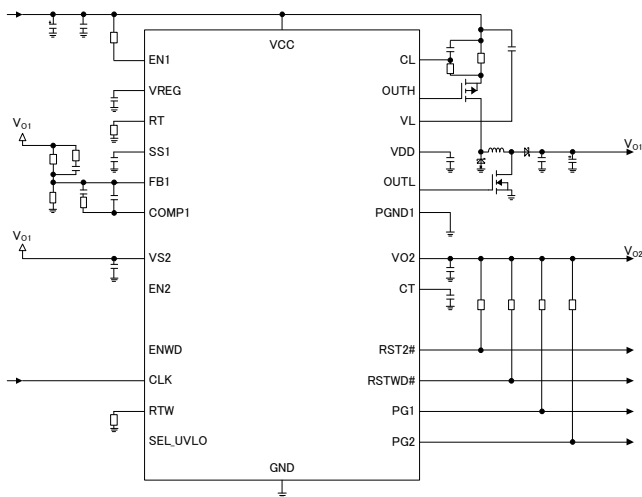 VCC
EN1
CL
VREG
OUTH
VO1
RT
VL
SS1
VDD
VO1
FB1
OUTL
COMP1
PGND1
VO1
VS2
VO2
VO2
EN2
CT
ENWD
RST2#
CLK
RSTWD#
RTW
PG1
SEL_UVLO
PG2
GND